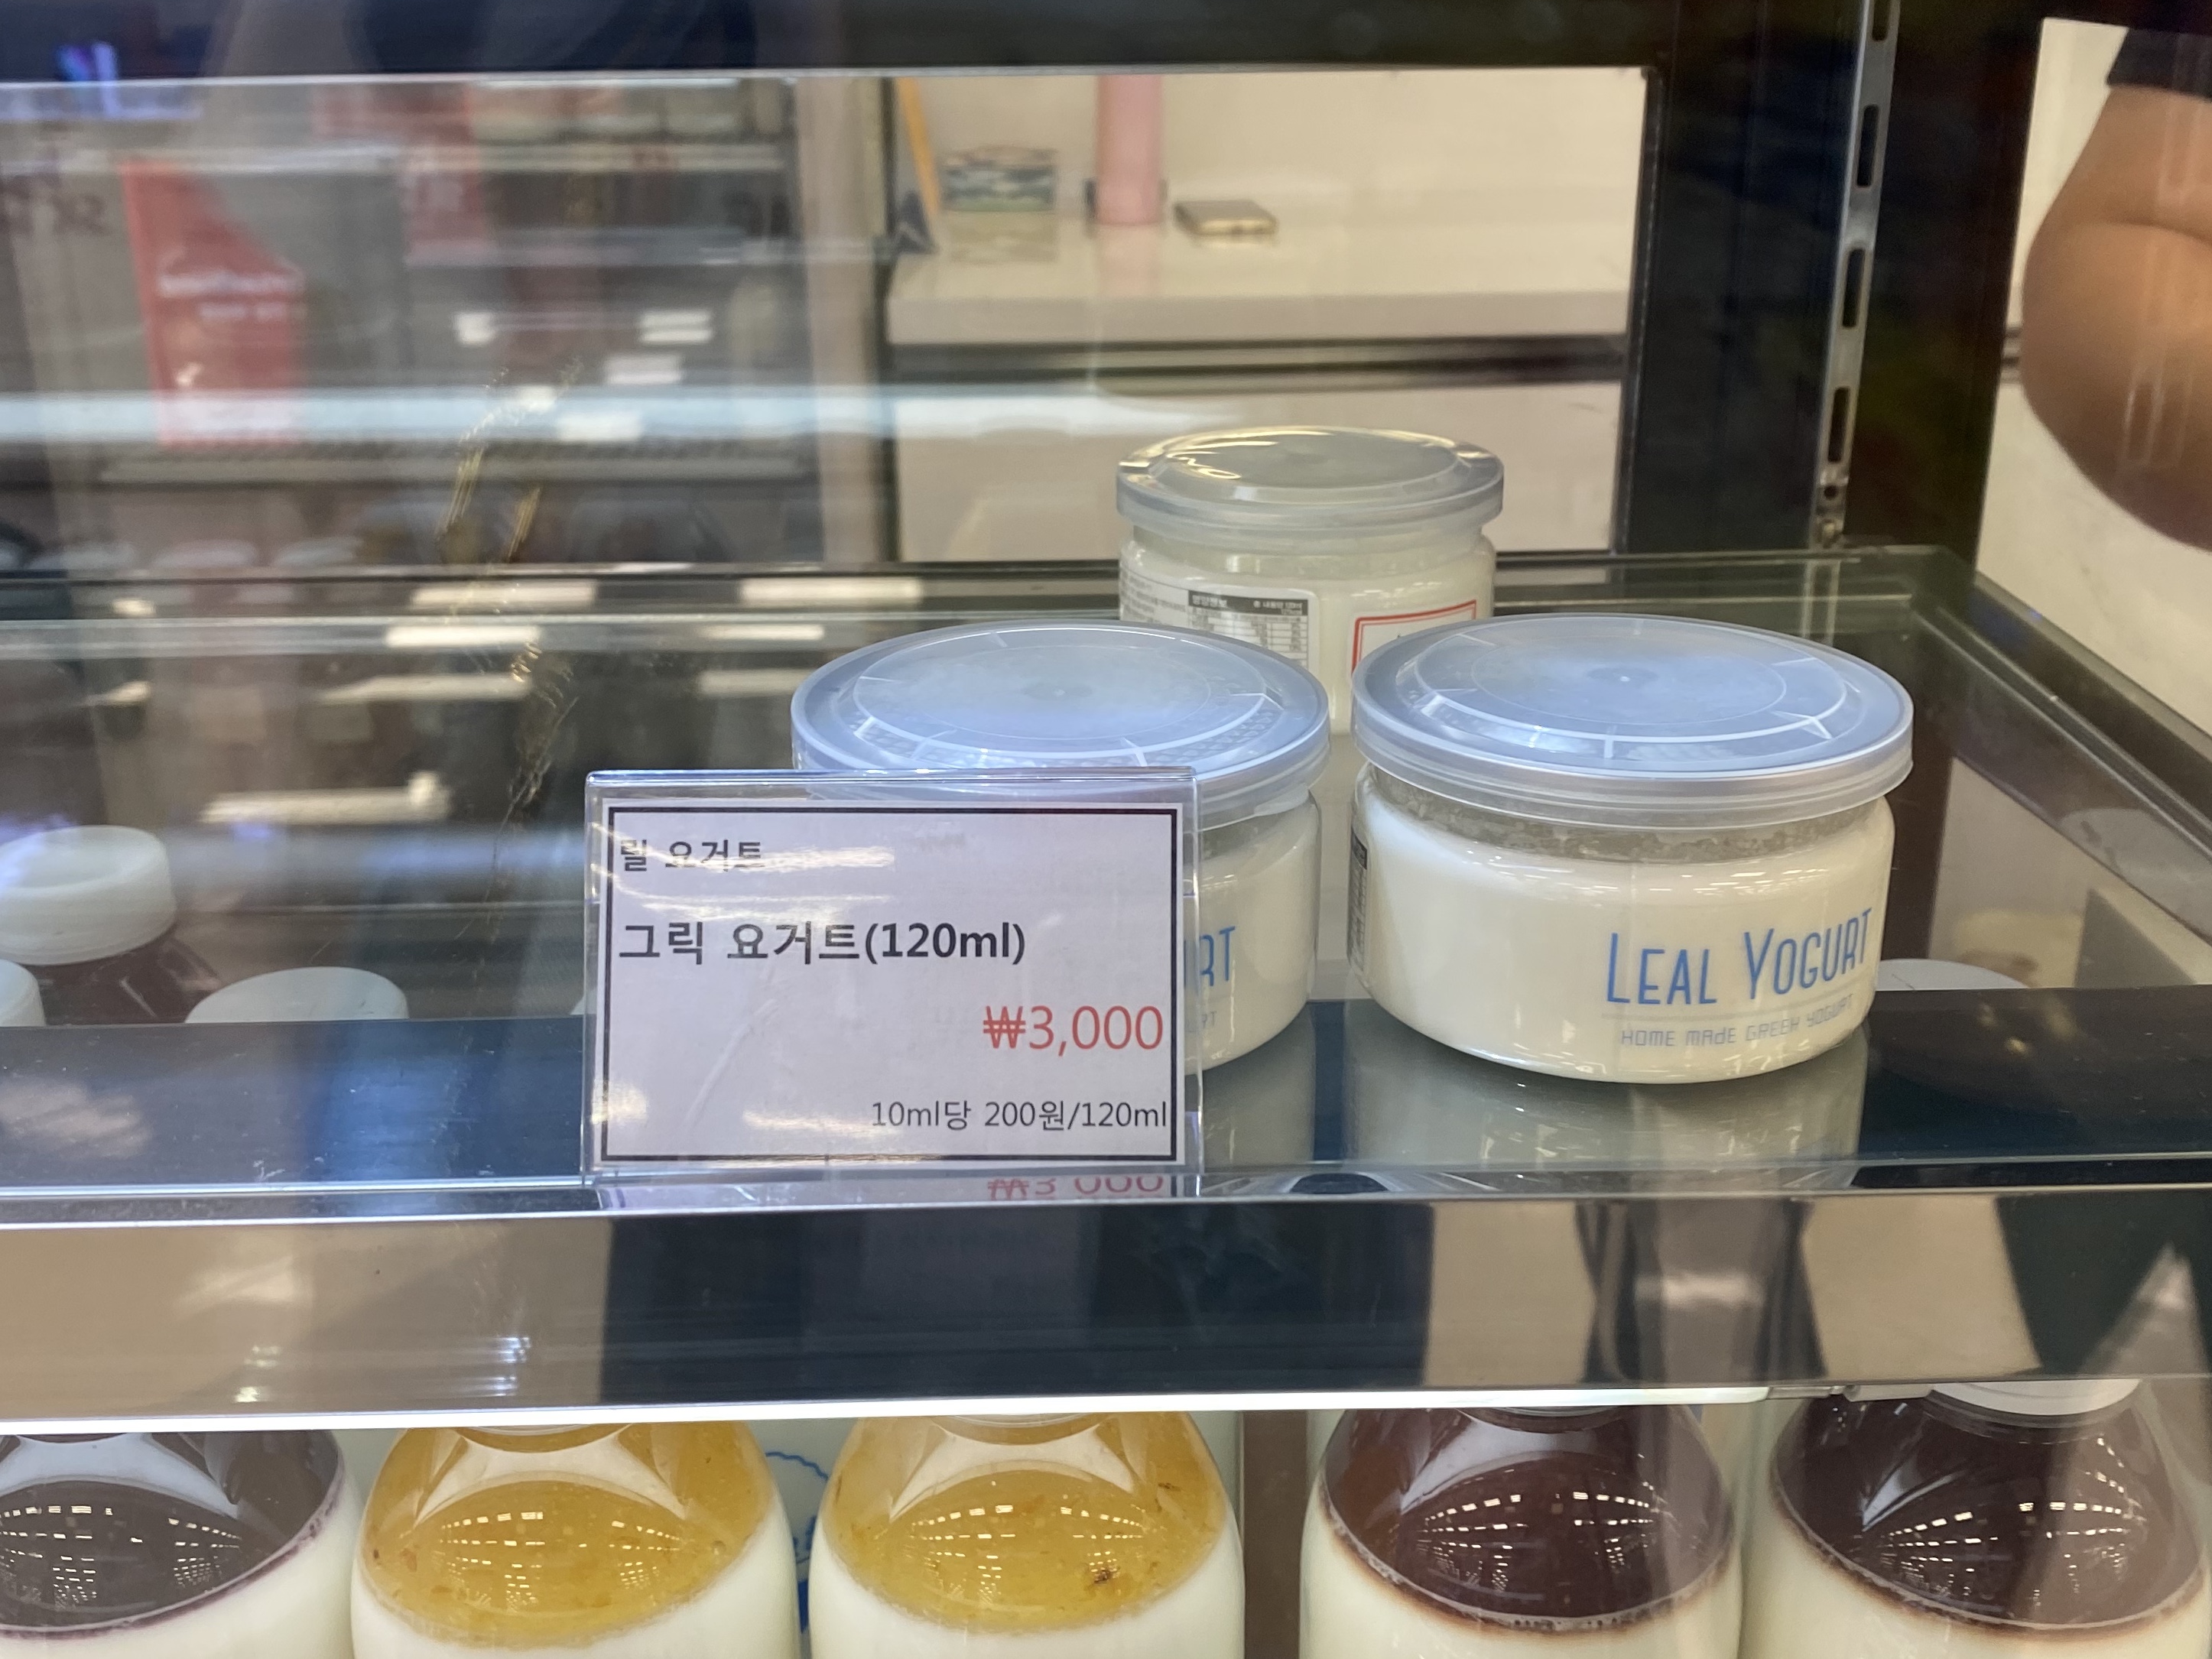 릴 요거트
그릭 요거트(120ml)
₩3,000
10ml당 200원/120ml
LEAL YOGURT
HOME MADE GREEK YOGURT